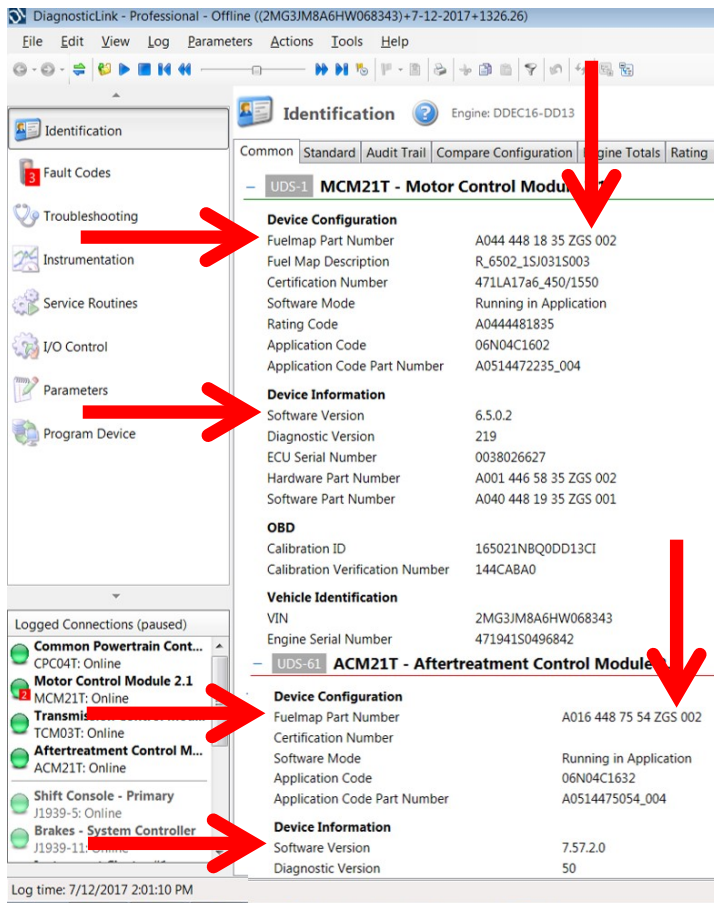 DiagnosticLink - Professional - Offline ((2MG3JM8A6HW068343)+7-12-2017+1326.26)
File Edit View Log Parameters Actions Tools Help
Identification
Fault Codes
3
Troubleshooting
Instrumentation
Service Routines
I/O Control
Parameters
Program Device
Logged Connections (paused)
Common Powertrain Cont...
CPC04T: Online
Motor Control Module 2.1
2
MCM21T: Online
TCM03T: Online
Aftertreatment Control M...
ACM21T: Online
Shift Console - Primary
J1939-5: Online
Brakes - System Controller
J1939-11:
Identification Engine: DDEC16-DD13
Common Standard Audit Trail Compare Configuration Engine Totals Rating
UDS-1 MCM21T - Motor Control Module
Device Configuration
Fuelmap Part Number A044 448 18 35 ZGS 002
Fuel Map Description R_6502_1SJ031S003
Certification Number 471LA17a6_450/1550
Software Mode Running in Application
Rating Code A0444481835
Application Code 06N04C1602
Application Code Part Number A0514472235_004
Device Information
Software Version 6.5.0.2
Diagnostic Version 219
ECU Serial Number 0038026627
Hardware Part Number A001 446 58 35 ZGS 002
Software Part Number A040 448 19 35 ZGS 001
OBD
Calibration ID 165021NBQ0DD13CI
Calibration Verification Number 144CABA0
Vehicle Identification
VIN 2MG3JM8A6HW068343
Engine Serial Number 471941S0496842
UDS-61 ACM21T - Aftertreatment Control Module
Device Configuration
Fuelmap Part Number A016 448 75 54 ZGS 002
Certification Number
Software Mode Running in Application
Application Code 06N04C1632
Application Code Part Number A0514475054_004
Device Information
Software Version 7.57.2.0
Diagnostic Version 50
Log time: 7/12/2017 2:01:10 PM